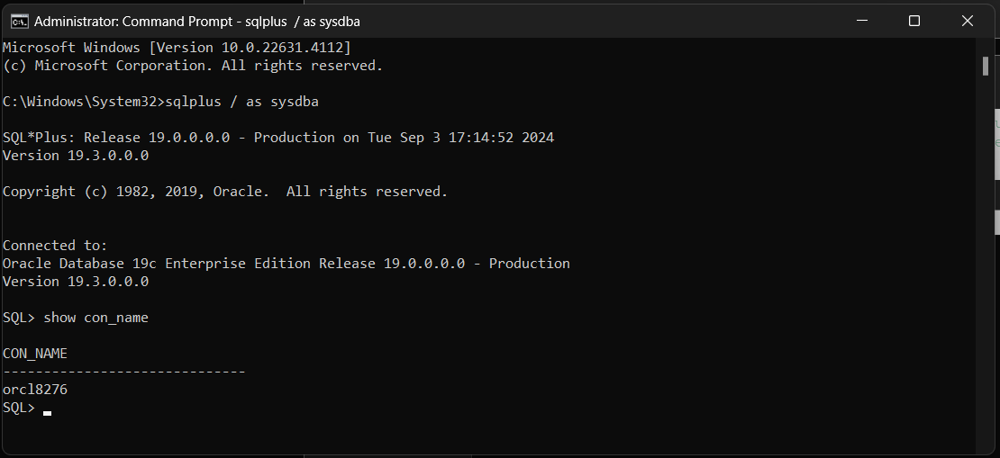 Administrator: Command Prompt - sqlplus  / as sysdba
Microsoft Windows [Version 10.0.22631.4112]
(c) Microsoft Corporation. All rights reserved.
C:\Windows\System32>sqlplus / as sysdba
SQL*Plus: Release 19.0.0.0.0 - Production on Tue Sep 3 17:14:52 2024
Version 19.3.0.0.0
Copyright (c) 1982, 2019, Oracle.  All rights reserved.
Connected to:
Oracle Database 19c Enterprise Edition Release 19.0.0.0.0 - Production
Version 19.3.0.0.0
SQL> show con_name
CON_NAME
------------------------------
orcl8276
SQL>